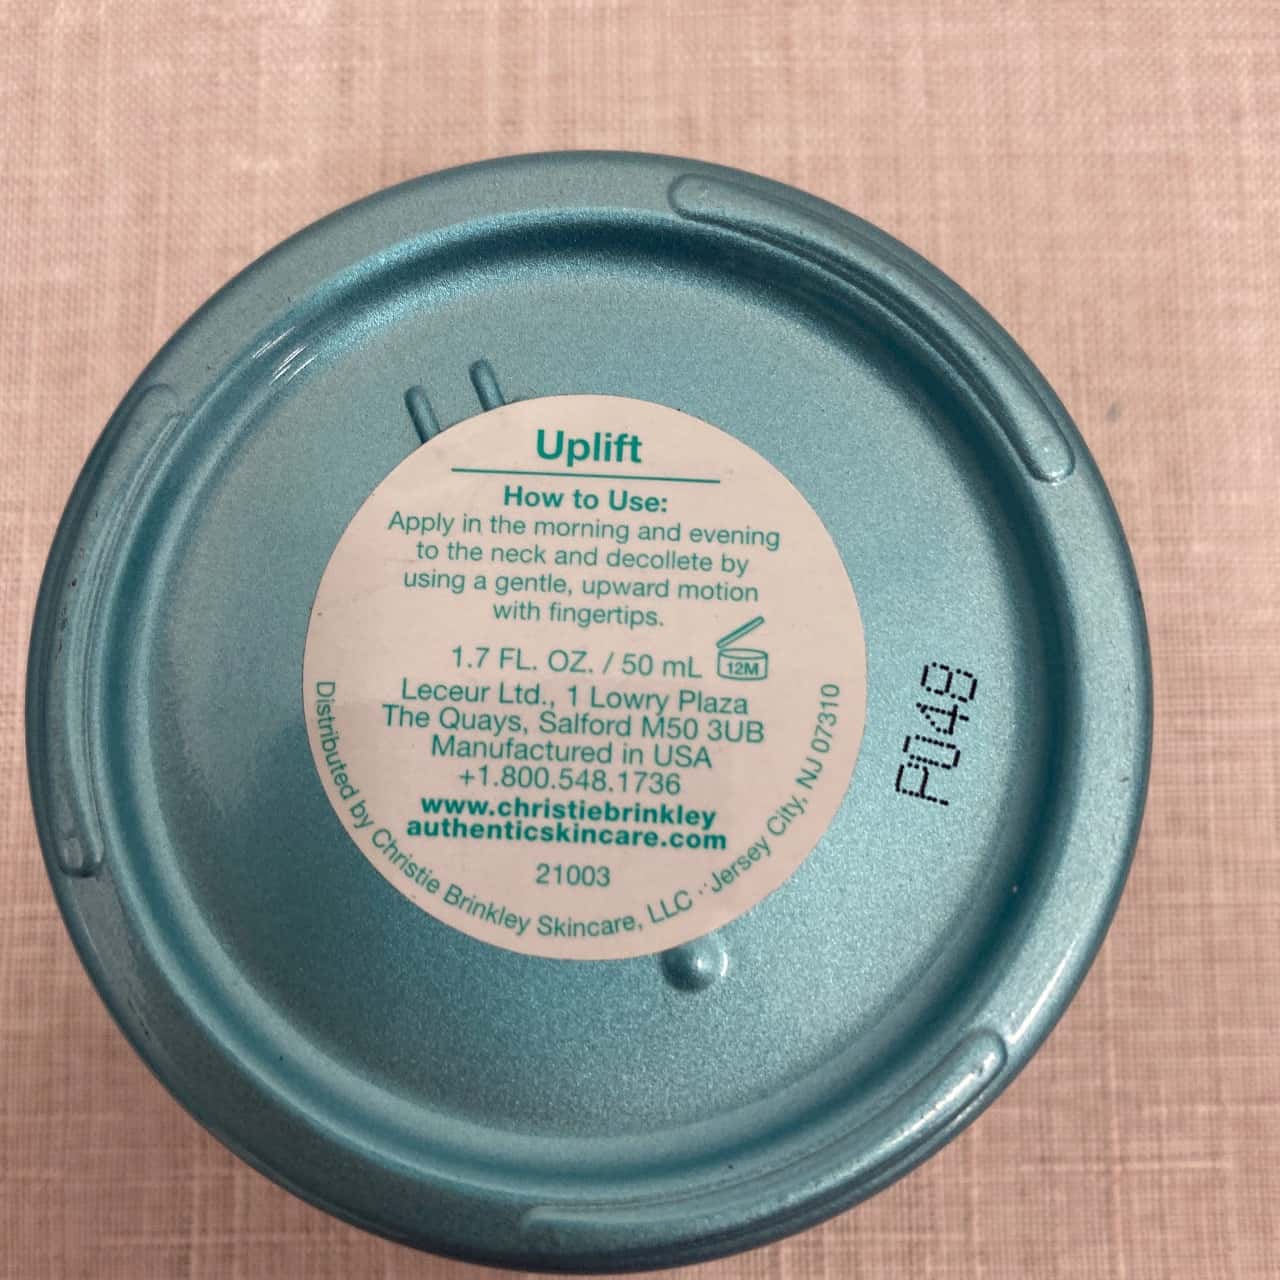 Uplift
How to Use:
Apply in the morning and evening
to the neck and decollete by
using a gentle, upward motion
with fingertips.
1.7 FL. OZ. / 50 mL 12M
Leceur Ltd., 1 Lowry Plaza
The Quays, Salford M50 3UB
Manufactured in USA
+1.800.548.1736
www.christiebrinkley
authenticskincare.com
21003
Distributed by Christie Brinkley Skincare, LLC · Jersey City, NJ 07310
P048